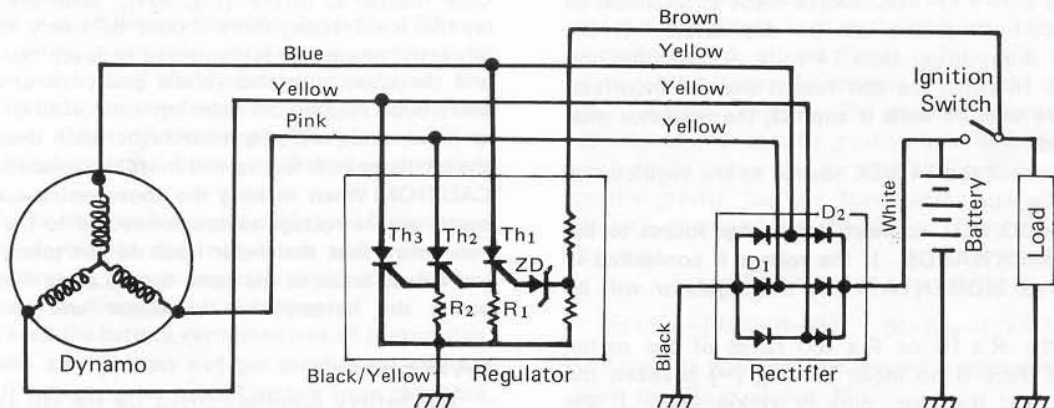 Brown
Blue
Yellow
Ignition
Switch
Yellow
Yellow
Pink
Yellow
White
Battery
Load
D2
Th3
Th2
Th1
ZD
D1
R2
R1
Dynamo
Black/Yellow
Regulator
Black
Rectifler